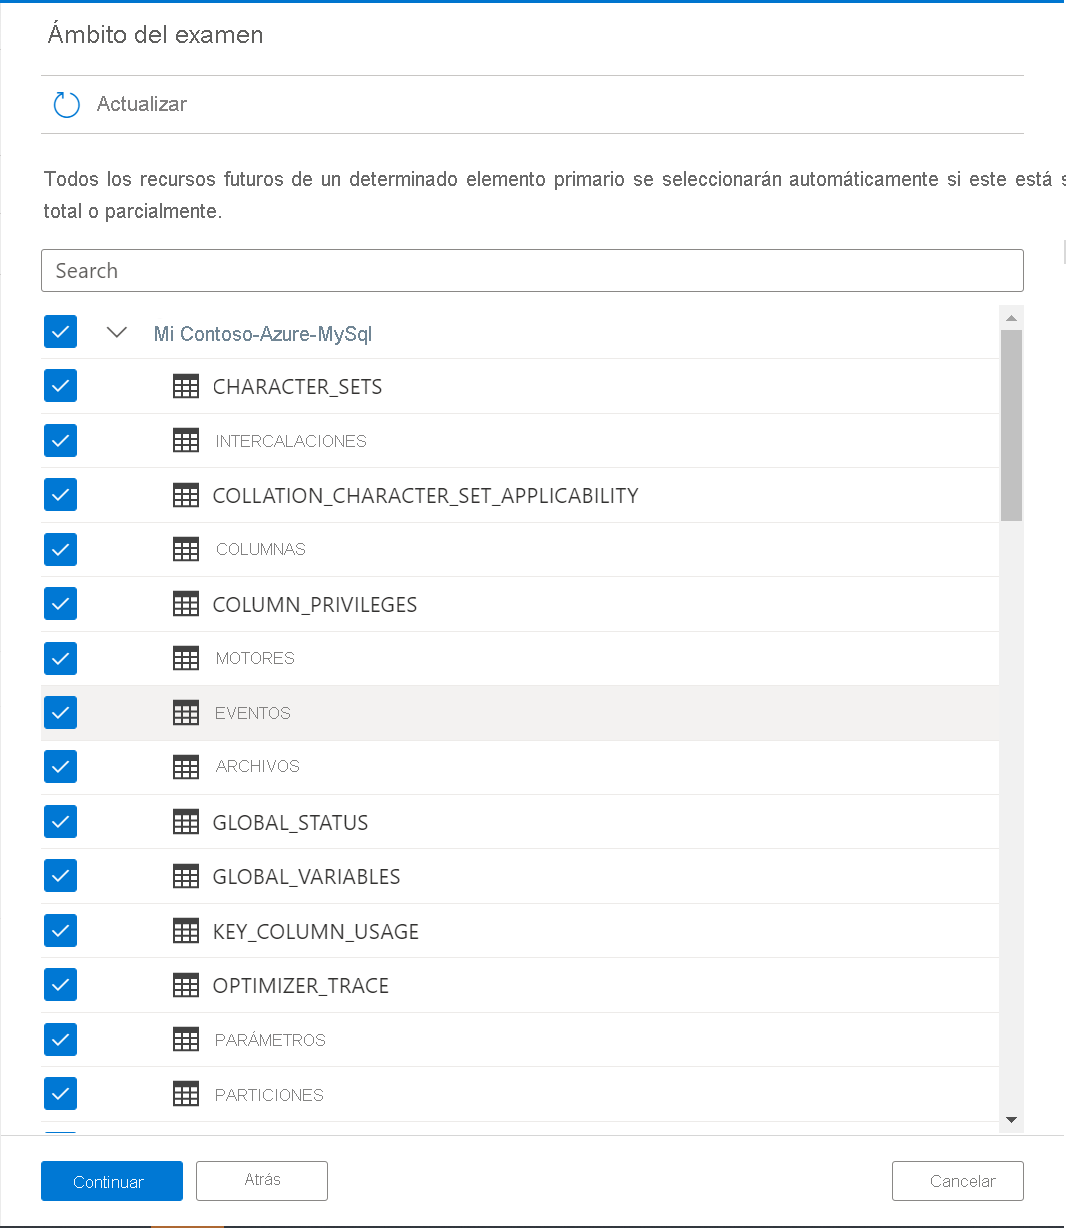 Ámbito del examen
Actualizar
Todos los recursos futuros de un determinado elemento primario se seleccionarán automáticamente si este está
total o parcialmente.
Search
Mi Contoso-Azure-MySql
CHARACTER_SETS
INTERCALACIONES
COLLATION_CHARACTER_SET_APPLICABILITY
COLUMNAS
COLUMN_PRIVILEGES
MOTORES
EVENTOS
ARCHIVOS
GLOBAL_STATUS
GLOBAL_VARIABLES
KEY_COLUMN_USAGE
OPTIMIZER_TRACE
PARÁMETROS
PARTICIONES
Continuar
Atrás
Cancelar